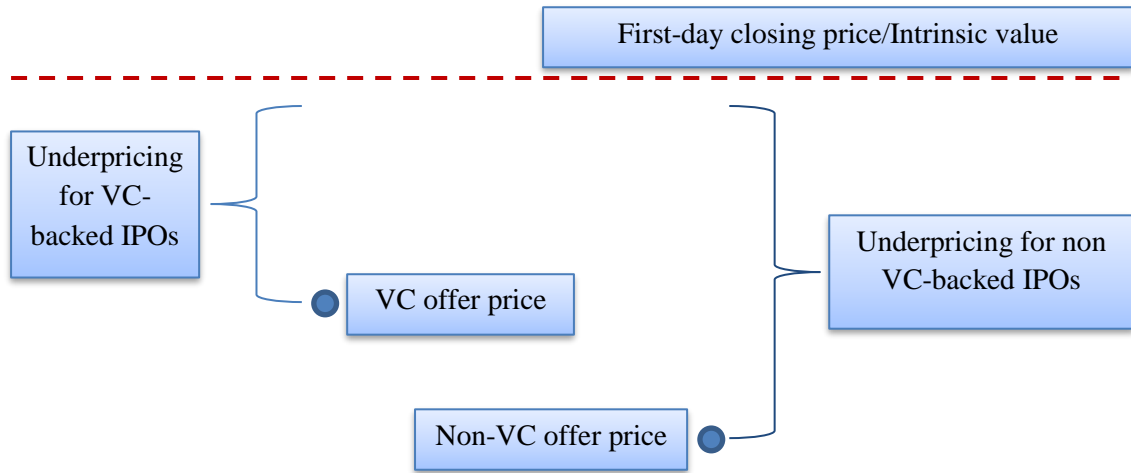 First-day closing price/Intrinsic value
Underpricing
for VC-
backed IPOs
Underpricing for non
VC-backed IPOs
VC offer price
Non-VC offer price